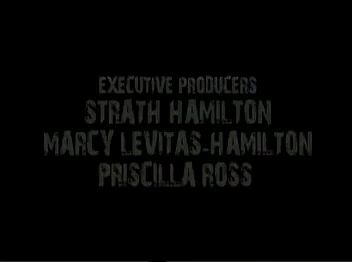 EXECUTIVE PRODUCERS
STRATH HAMILTON
MARCY LEVITAS-HAMILTON
PRISCILLA ROSS